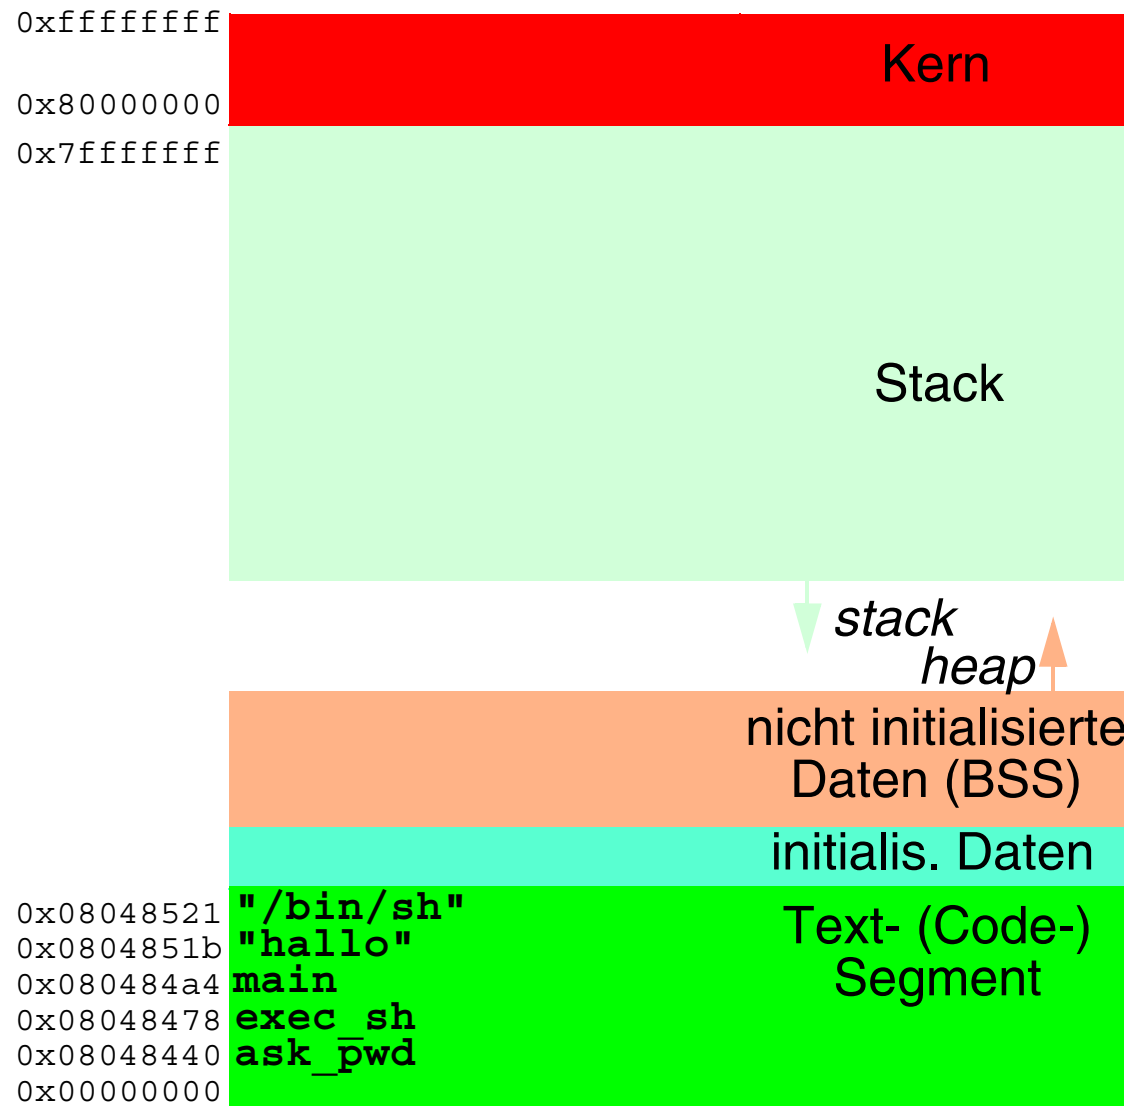 0xffffffff
Kern
0x80000000
0x7fffffff
Stack
stack
heap
nicht initialisierte
Daten (BSS)
initialis. Daten
0x08048521 "/bin/sh"
Text- (Code-)
0x0804851b "hallo"
Segment
0x080484a4 main
0x08048478 exec_sh
0x08048440 ask_pwd
0x00000000